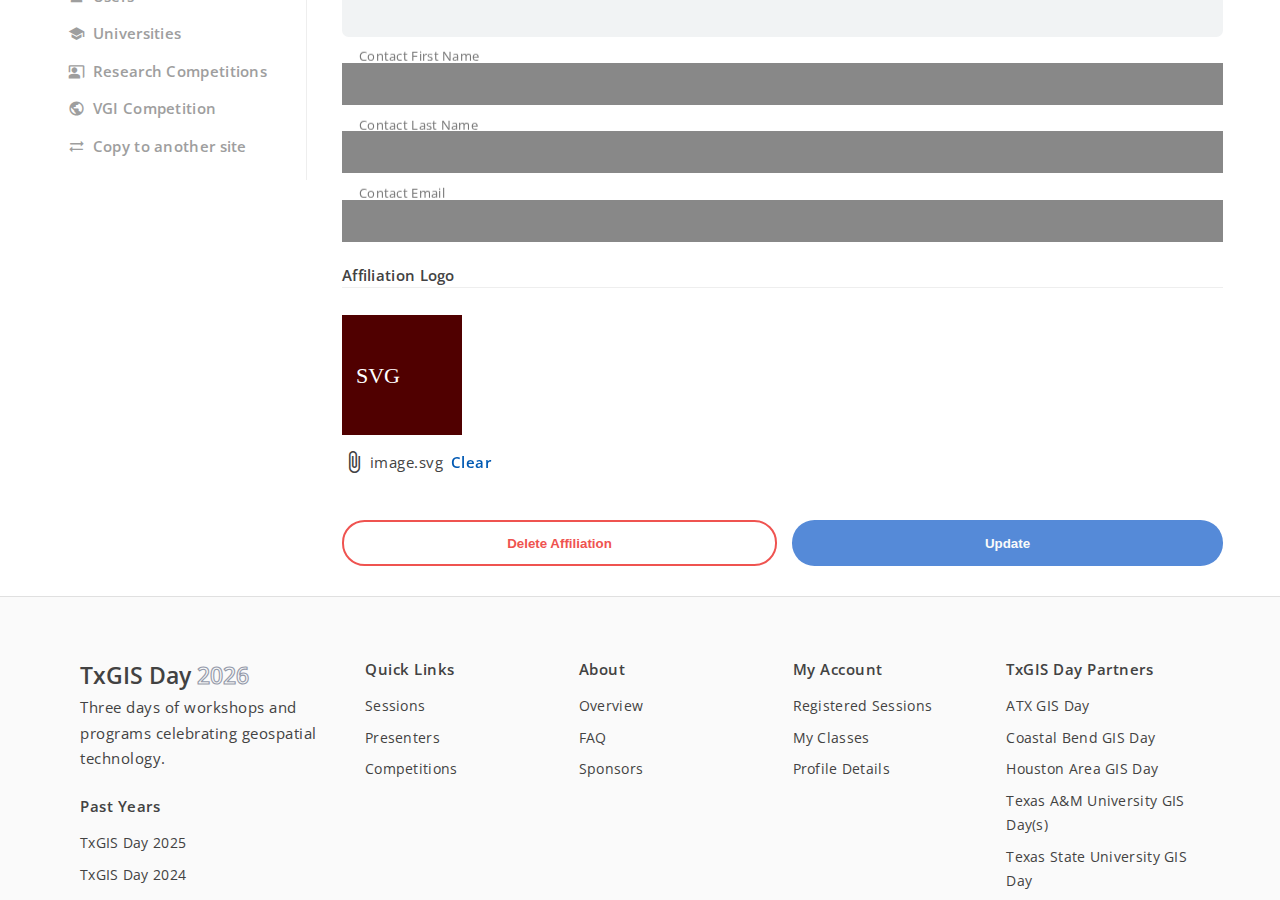 Universities
Research Competitions
VGI Competition
Copy to another site
Contact First Name
Contact Last Name
Contact Email
Affiliation Logo
SVG
image.svg Clear
Delete Affiliation
Update
TxGIS Day 2026
Three days of workshops and
programs celebrating geospatial
technology.
Past Years
TxGIS Day 2025
TxGIS Day 2024
Quick Links
Sessions
Presenters
Competitions
About
Overview
FAQ
Sponsors
My Account
Registered Sessions
My Classes
Profile Details
TxGIS Day Partners
ATX GIS Day
Coastal Bend GIS Day
Houston Area GIS Day
Texas A&M University GIS
Day(s)
Texas State University GIS
Day